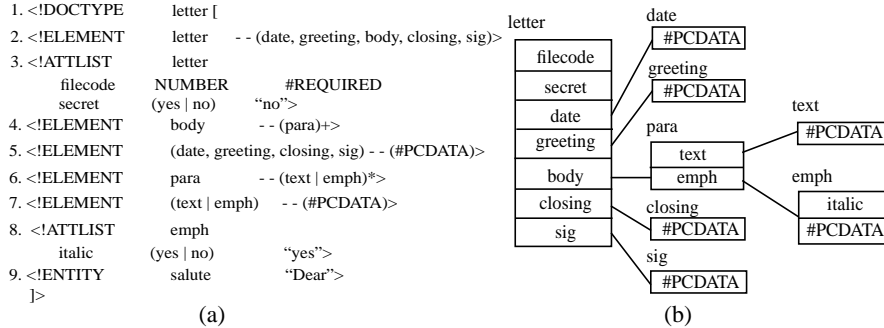 1. <!DOCTYPE letter [
2. <!ELEMENT letter - - (date, greeting, body, closing, sig)>
3. <!ATTLIST letter
filecode NUMBER #REQUIRED
secret (yes | no) “no”>
4. <!ELEMENT body - - (para)+>
5. <!ELEMENT (date, greeting, closing, sig) - - (#PCDATA)>
6. <!ELEMENT para - - (text | emph)*>
7. <!ELEMENT (text | emph) - - (#PCDATA)>
8. <!ATTLIST emph
italic (yes | no) “yes”>
9. <!ENTITY salute “Dear”>
]>
(a)
letter
filecode
secret
date
greeting
body
closing
sig
date
#PCDATA
greeting
#PCDATA
para
text
emph
closing
#PCDATA
sig
#PCDATA
text
#PCDATA
emph
italic
#PCDATA
(b)